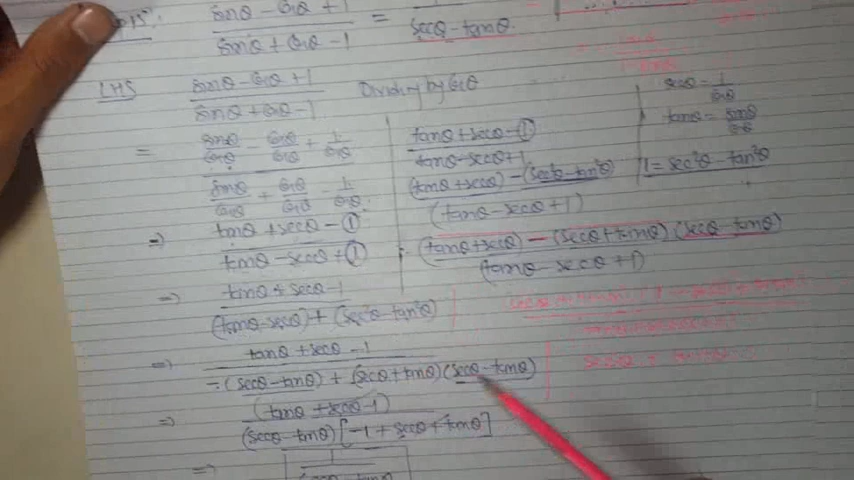 sinθ - cosθ + 1 / sinθ + cosθ - 1 = / secθ - tanθ
LHS sinθ - cosθ + 1 / sinθ + cosθ - 1 Dividing by cosθ
= sinθ/cosθ - cosθ/cosθ + 1/cosθ / sinθ/cosθ + cosθ/cosθ - 1/cosθ
⇒ tanθ + secθ - 1 / tanθ - secθ + 1
⇒ tanθ + secθ - 1 / (tanθ - secθ) + (sec²θ - tan²θ)
⇒ tanθ + secθ - 1 / -(secθ - tanθ) + (secθ + tanθ)(secθ - tanθ)
⇒ (tanθ + secθ - 1) / (secθ - tanθ)[-1 + secθ + tanθ]
⇒ 1
tanθ + secθ - 1 / tanθ - secθ + 1
(tanθ + secθ) - (sec²θ - tan²θ) / (tanθ - secθ + 1)
(tanθ + secθ) - (secθ + tanθ)(secθ - tanθ) / (tanθ - secθ + 1)
secθ = 1/cosθ
tanθ = sinθ/cosθ
1 = sec²θ - tan²θ